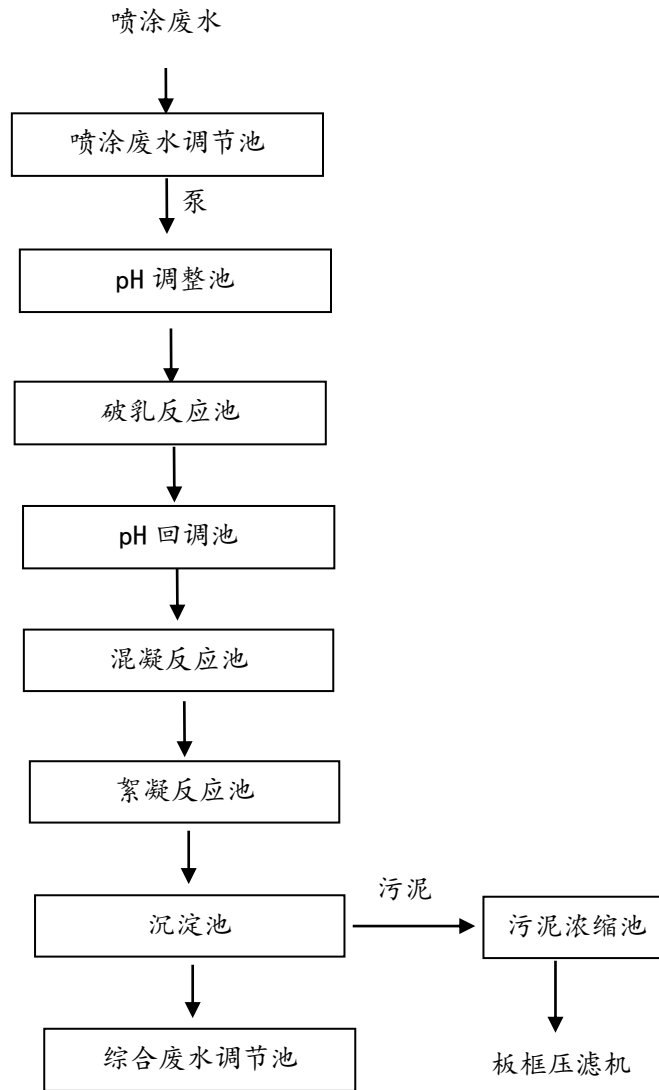 喷涂废水
喷涂废水调节池
泵
pH 调整池
破乳反应池
pH 回调池
混凝反应池
絮凝反应池
污泥
沉淀池
污泥浓缩池
综合废水调节池
板框压滤机